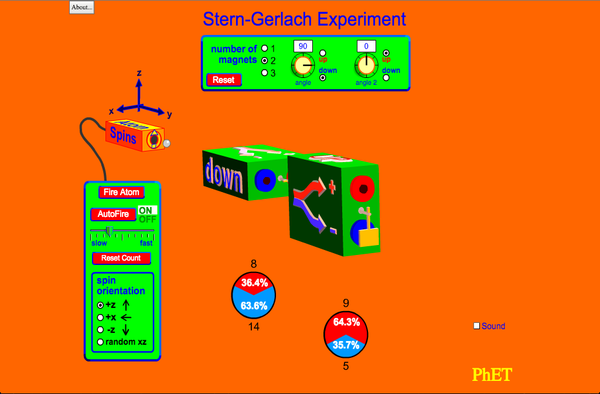 About...
Stern-Gerlach Experiment
number of magnets
1
2
3
Reset
90
up
down
angle
0
up
down
angle 2
z
x
y
Spins
Fire Atom
AutoFire
ON
OFF
slow
fast
Reset Count
spin
orientation
+z
+x
-z
random xz
down
+
-
8
36.4%
63.6%
14
9
64.3%
35.7%
5
Sound
PhET